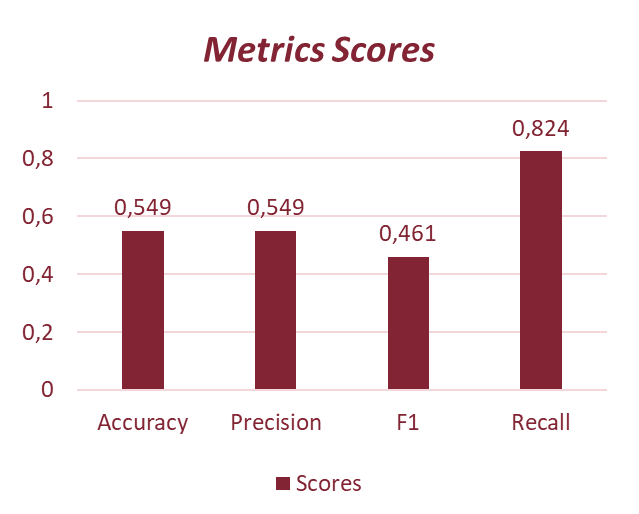 Metrics Scores
1
0,8
0,6
0,4
0,2
0
0,549
0,549
0,461
0,824
Accuracy
Precision
F1
Recall
Scores